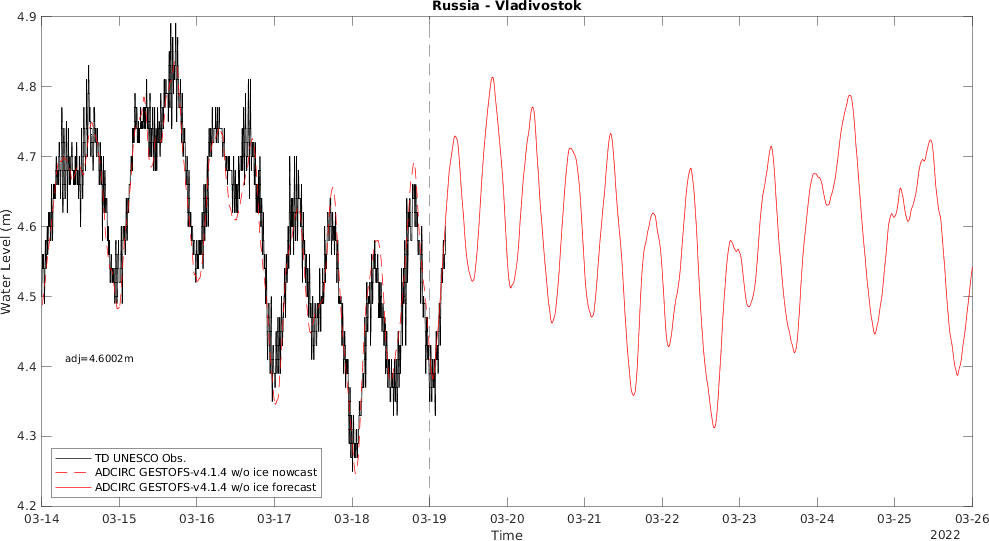 Russia - Vladivostok
4.9
4.8
4.7
4.6
4.5
4.4
4.3
4.2
Water Level (m)
adj=4.6002m
TD UNESCO Obs.
ADCIRC GESTOFS-v4.1.4 w/o ice nowcast
ADCIRC GESTOFS-v4.1.4 w/o ice forecast
03-14 03-15 03-16 03-17 03-18 03-19 03-20 03-21 03-22 03-23 03-24 03-25 03-26
Time
2022